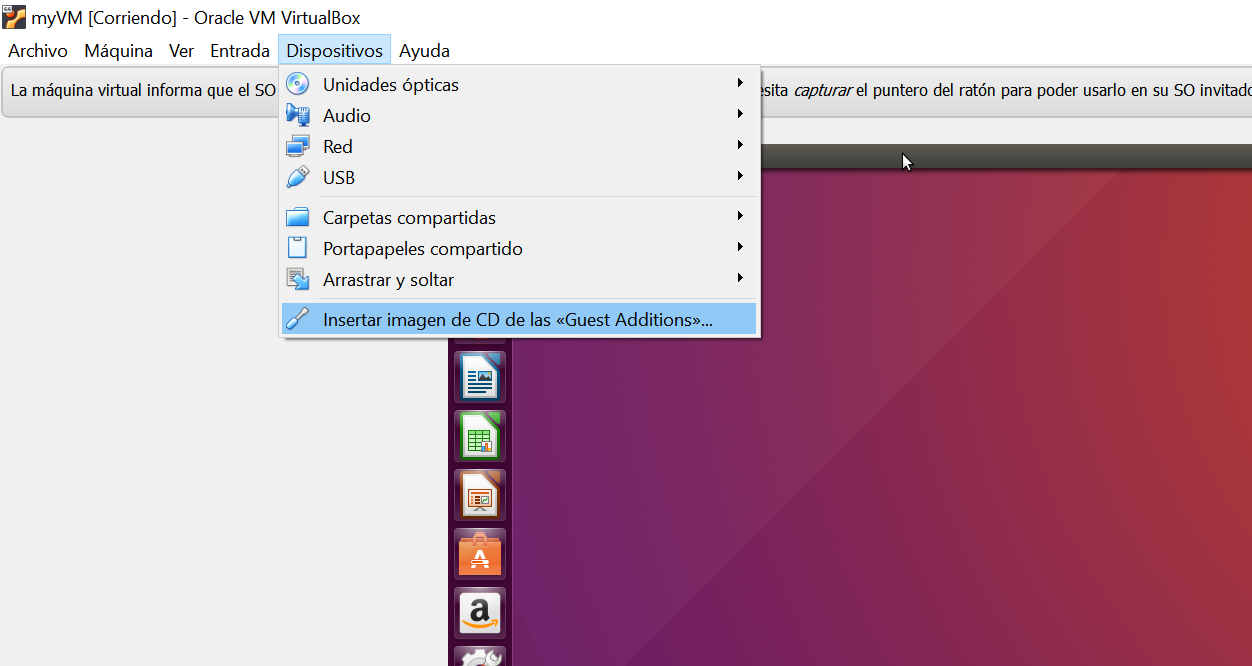 myVM [Corriendo] - Oracle VM VirtualBox
Archivo Máquina Ver Entrada Dispositivos Ayuda
La máquina virtual informa que el SO
capturar el puntero del ratón para poder usarlo en su SO invitado
Unidades ópticas
Audio
Red
USB
Carpetas compartidas
Portapapeles compartido
Arrastrar y soltar
Insertar imagen de CD de las «Guest Additions»...
A
a